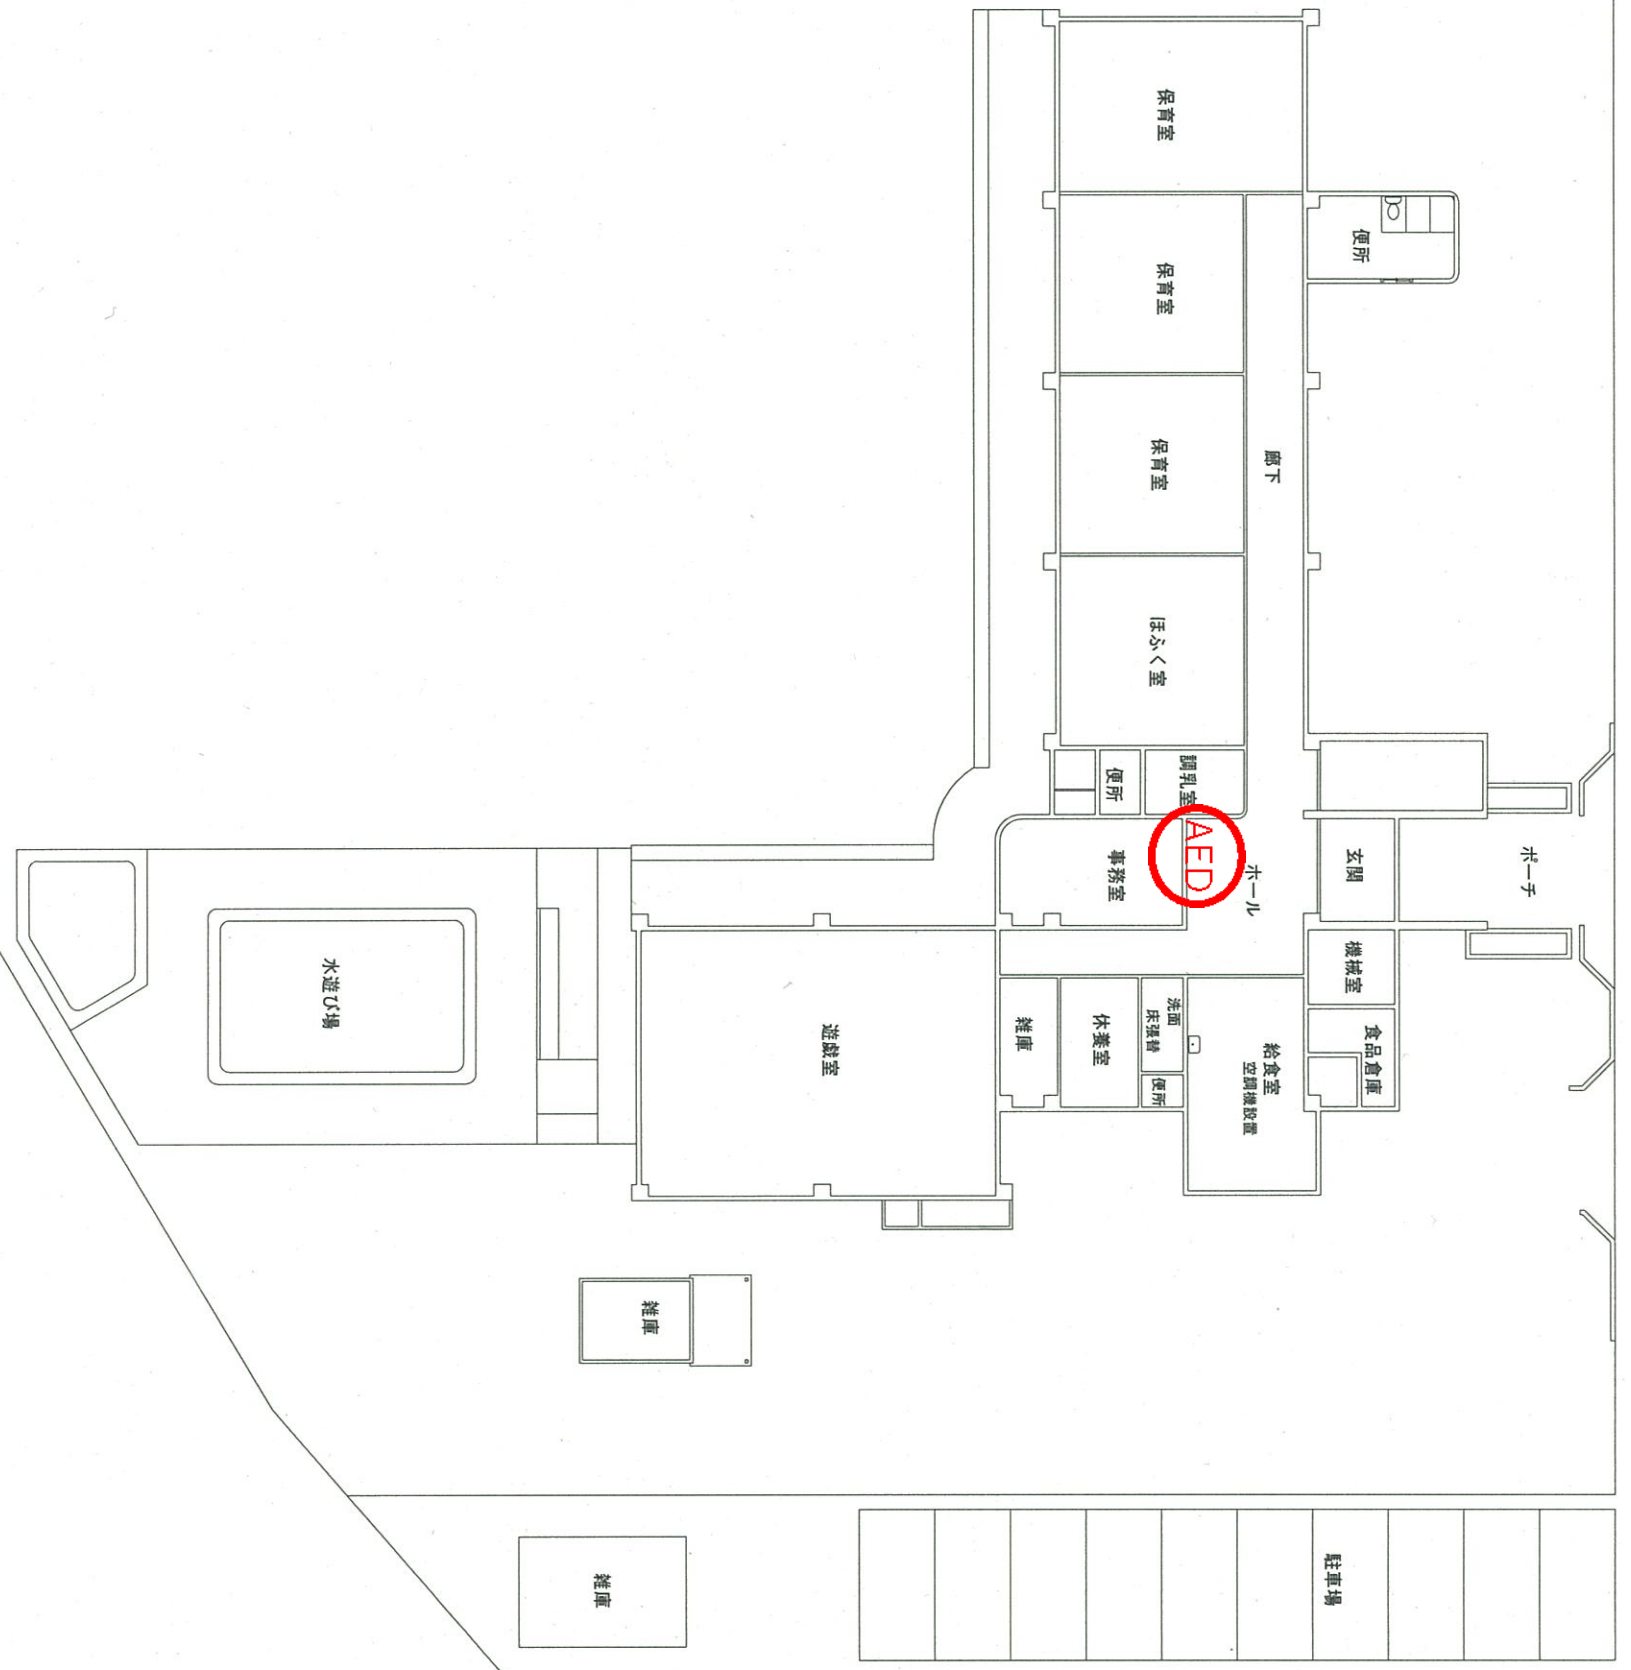 保育室
便所
保育室
保育室
廊下
ほふく室
調乳室
便所
AED
事務室
ホール
玄関
ポーチ
機械室
食品倉庫
給食室
空調機設置
洗面
床張替
便所
休養室
雑庫
遊戯室
水遊び場
雑庫
雑庫
駐車場